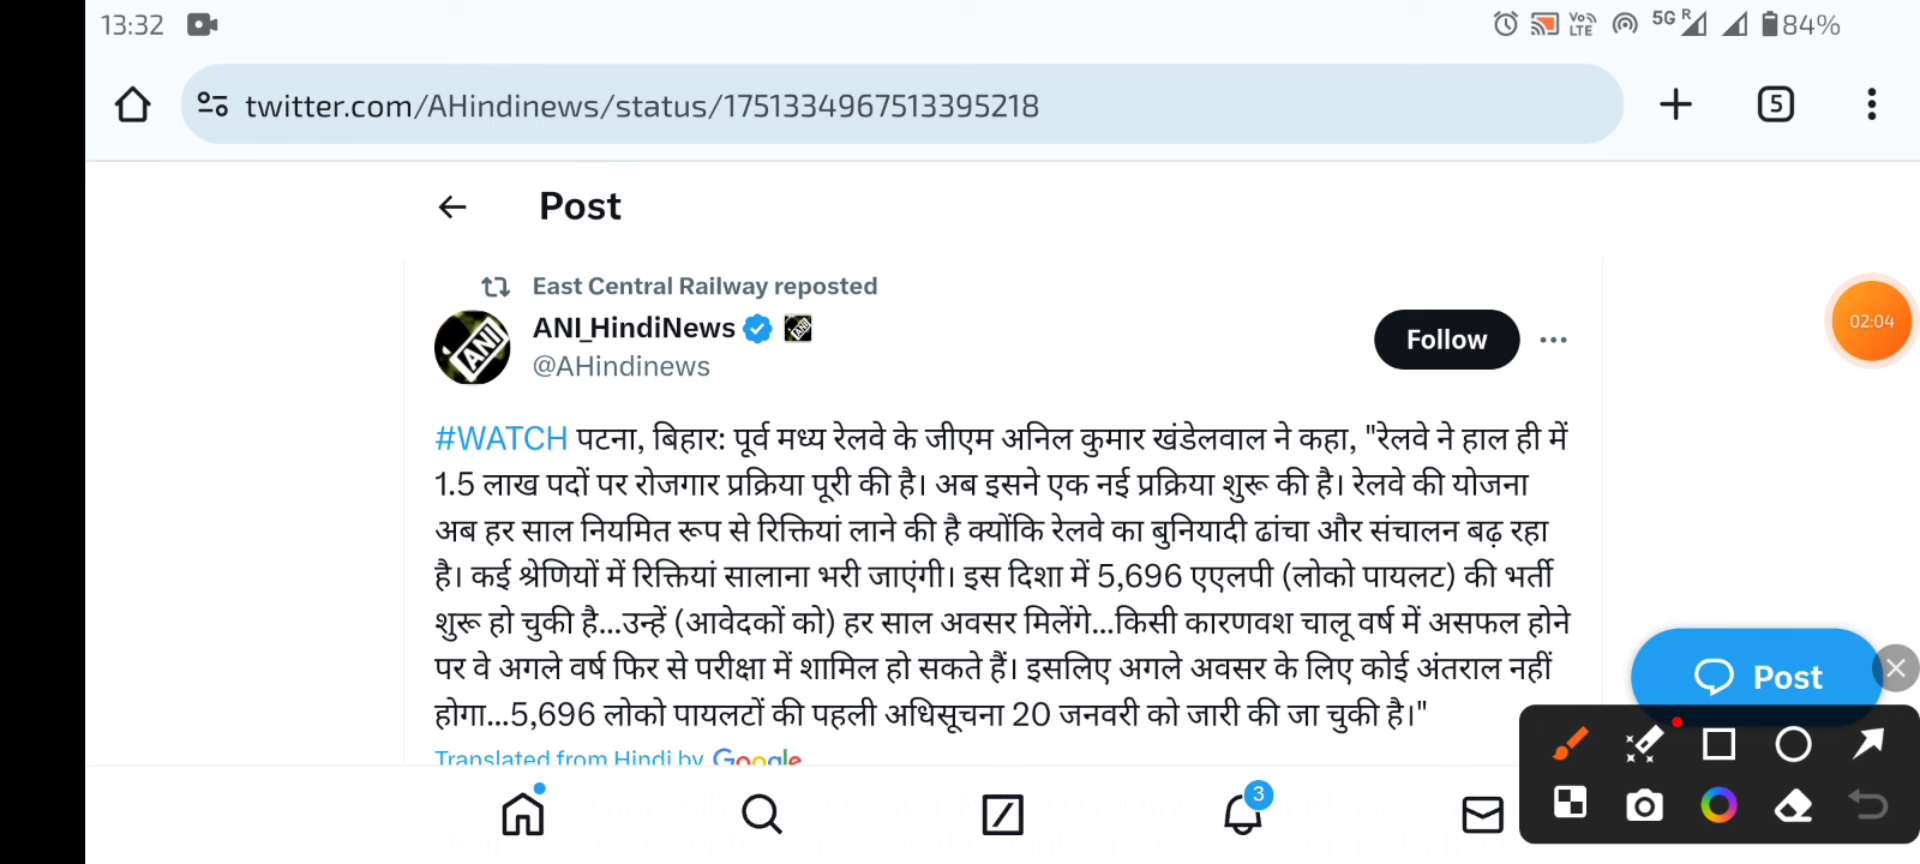 13:32
Vo LTE 5G R 84%
twitter.com/AHindinews/status/1751334967513395218
5
Post
East Central Railway reposted
ANI_HindiNews
ANI
@AHindinews
Follow
02:04
#WATCH पटना, बिहार: पूर्व मध्य रेलवे के जीएम अनिल कुमार खंडेलवाल ने कहा, "रेलवे ने हाल ही में
1.5 लाख पदों पर रोजगार प्रक्रिया पूरी की है। अब इसने एक नई प्रक्रिया शुरू की है। रेलवे की योजना
अब हर साल नियमित रूप से रिक्तियां लाने की है क्योंकि रेलवे का बुनियादी ढांचा और संचालन बढ़ रहा
है। कई श्रेणियों में रिक्तियां सालाना भरी जाएंगी। इस दिशा में 5,696 एएलपी (लोको पायलट) की भर्ती
शुरू हो चुकी है...उन्हें (आवेदकों को) हर साल अवसर मिलेंगे...किसी कारणवश चालू वर्ष में असफल होने
पर वे अगले वर्ष फिर से परीक्षा में शामिल हो सकते हैं। इसलिए अगले अवसर के लिए कोई अंतराल नहीं
होगा...5,696 लोको पायलटों की पहली अधिसूचना 20 जनवरी को जारी की जा चुकी है।"
Post
Translated from Hindi by Google
3